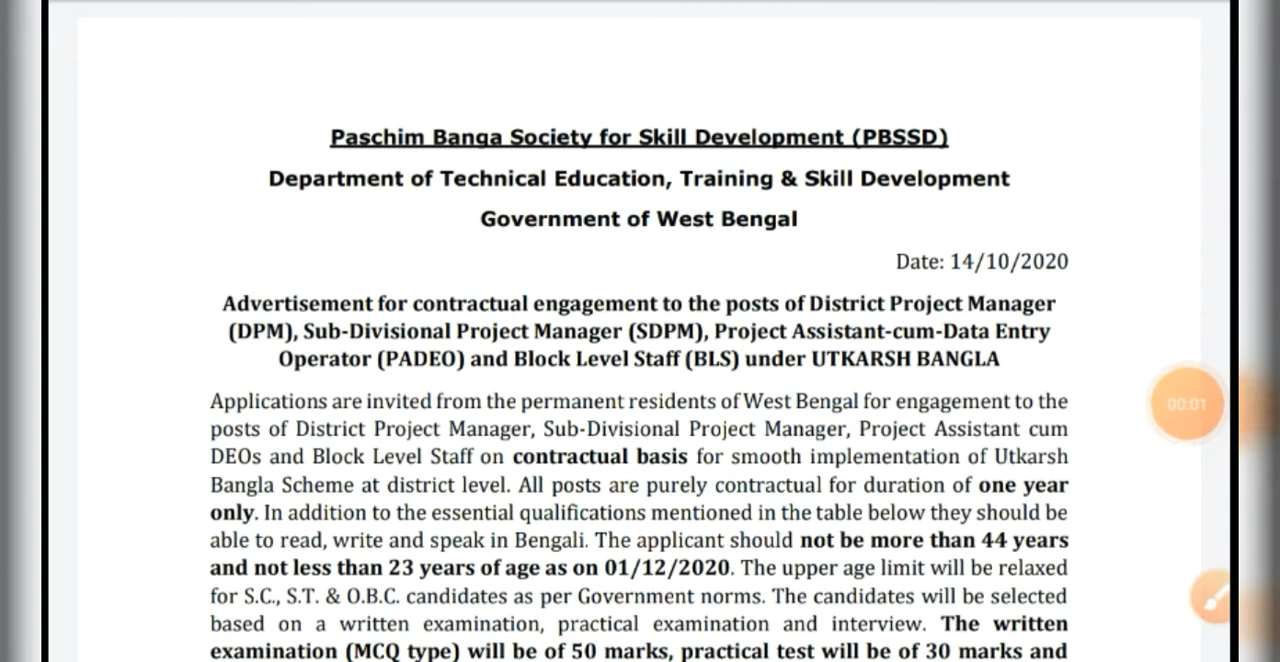 Paschim Banga Society for Skill Development (PBSSD)
Department of Technical Education, Training & Skill Development
Government of West Bengal
Date: 14/10/2020
Advertisement for contractual engagement to the posts of District Project Manager
(DPM), Sub-Divisional Project Manager (SDPM), Project Assistant-cum-Data Entry
Operator (PADEO) and Block Level Staff (BLS) under UTKARSH BANGLA
Applications are invited from the permanent residents of West Bengal for engagement to the
posts of District Project Manager, Sub-Divisional Project Manager, Project Assistant cum
DEOs and Block Level Staff on contractual basis for smooth implementation of Utkarsh
Bangla Scheme at district level. All posts are purely contractual for duration of one year
only. In addition to the essential qualifications mentioned in the table below they should be
able to read, write and speak in Bengali. The applicant should not be more than 44 years
and not less than 23 years of age as on 01/12/2020. The upper age limit will be relaxed
for S.C., S.T. & O.B.C. candidates as per Government norms. The candidates will be selected
based on a written examination, practical examination and interview. The written
examination (MCQ type) will be of 50 marks, practical test will be of 30 marks and
00:01